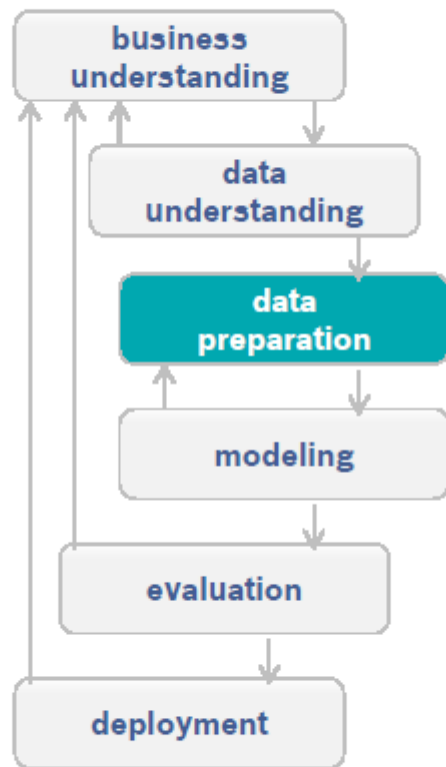 business
understanding
data
understanding
data
preparation
modeling
evaluation
deployment